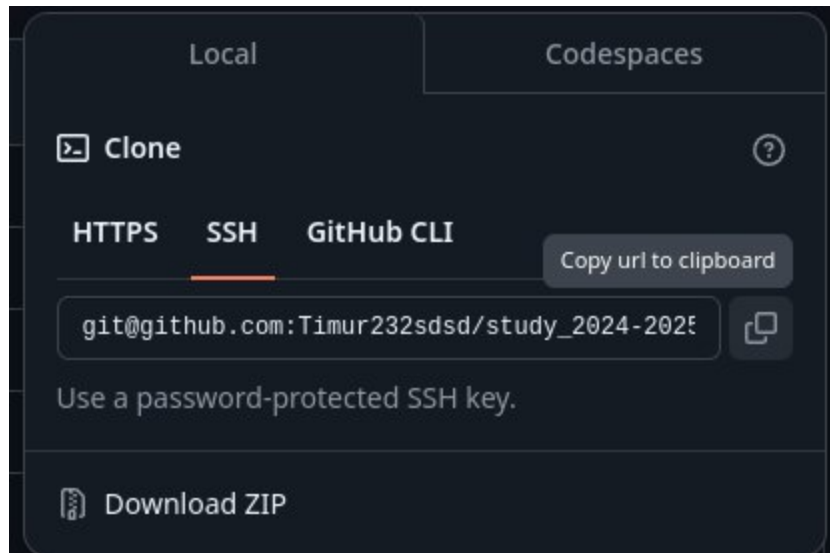 Local Codespaces
Clone
HTTPS SSH GitHub CLI
Copy url to clipboard
git@github.com:Timur232sdsd/study_2024-2025
Use a password-protected SSH key.
Download ZIP